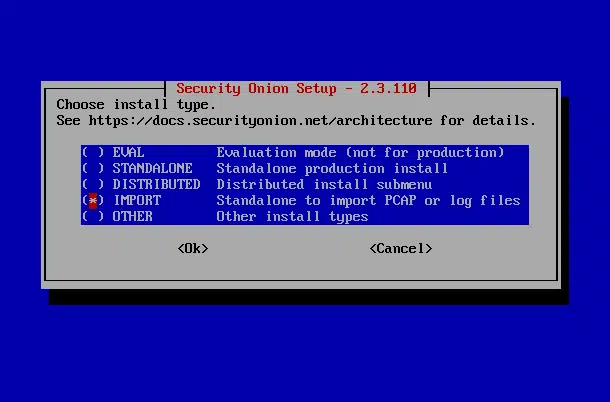 Security Onion Setup - 2.3.110
Choose install type.
See https://docs.securityonion.net/architecture for details.
( ) EVAL Evaluation mode (not for production)
( ) STANDALONE Standalone production install
( ) DISTRIBUTED Distributed install submenu
(*) IMPORT Standalone to import PCAP or log files
( ) OTHER Other install types
<Ok> <Cancel>